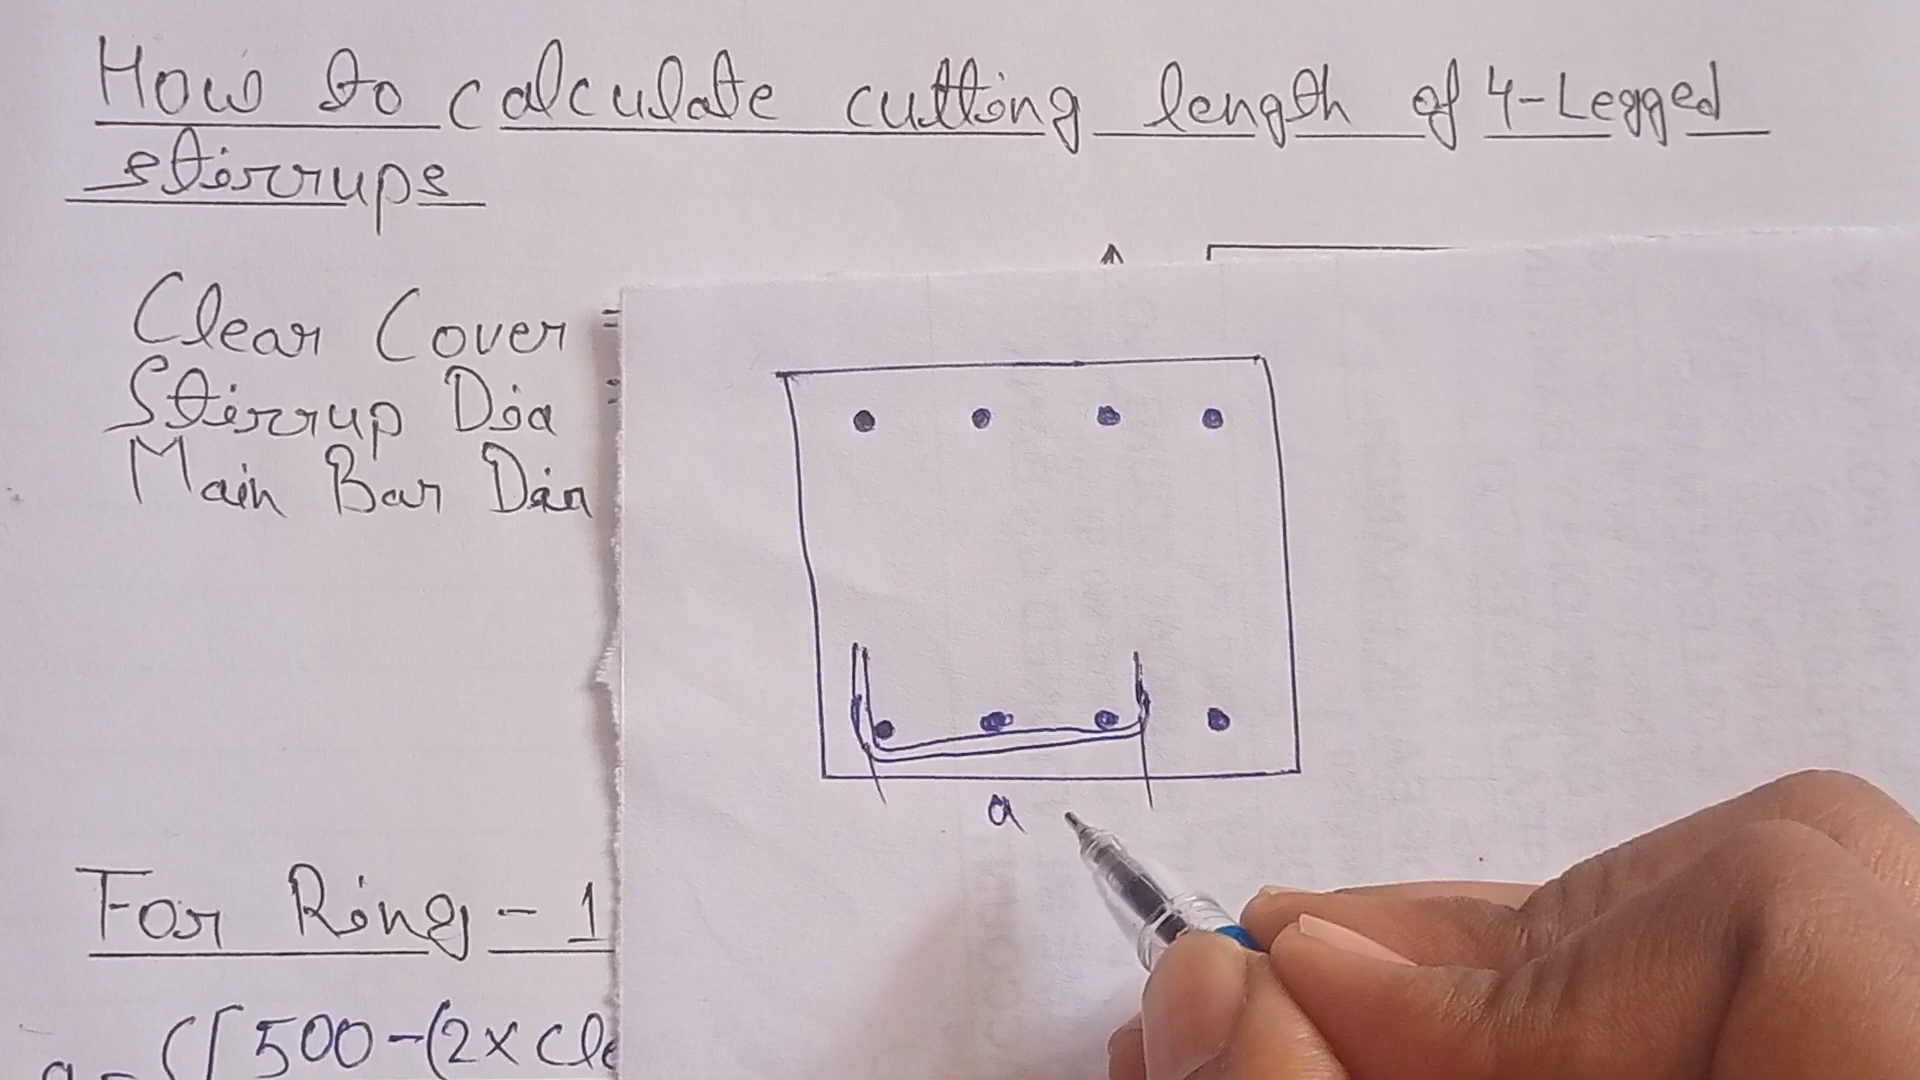 How to calculate cutting length of 4-Legged
stirrups
Clear Cover =
Stirrup Dia =
Main Bar Dia
a
For Ring - 1
a = ([500-(2x Cle